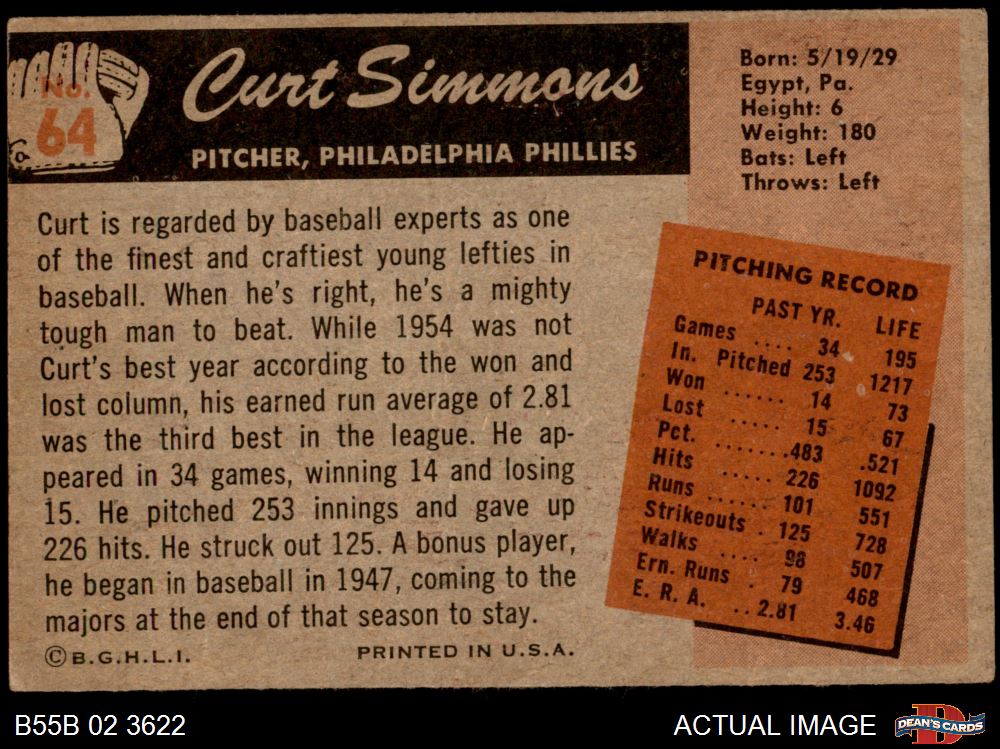 No.
64
Curt Simmons
PITCHER, PHILADELPHIA PHILLIES
Born: 5/19/29
Egypt, Pa.
Height: 6
Weight: 180
Bats: Left
Throws: Left
Curt is regarded by baseball experts as one
of the finest and craftiest young lefties in
baseball. When he's right, he's a mighty
tough man to beat. While 1954 was not
Curt's best year according to the won and
lost column, his earned run average of 2.81
was the third best in the league. He ap-
peared in 34 games, winning 14 and losing
15. He pitched 253 innings and gave up
226 hits. He struck out 125. A bonus player,
he began in baseball in 1947, coming to the
majors at the end of that season to stay.
©B.G.H.L.I. PRINTED IN U.S.A.
PITCHING RECORD
PAST YR. LIFE
Games .... 34 195
In. Pitched 253 1217
Won ...... 14 73
Lost ..... 15 67
Pct. .......483 .521
Hits ..... 226 1092
Runs ..... 101 551
Strikeouts . 125 728
Walks .... 98 507
Ern. Runs . 79 468
E. R. A. ..2.81 3.46
B55B 02 3622
ACTUAL IMAGE
D
DEAN'S CARDS